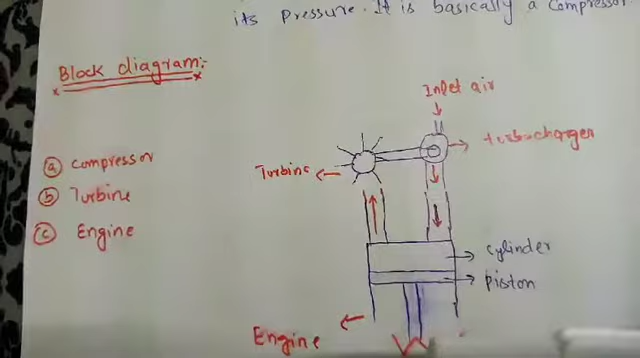 its Pressure. It is basically a Compressor.
Block diagram:-
Inlet air
turbocharger
ⓐ Compressor
Turbine
ⓑ Turbine
ⓒ Engine
cylinder
piston
Engine